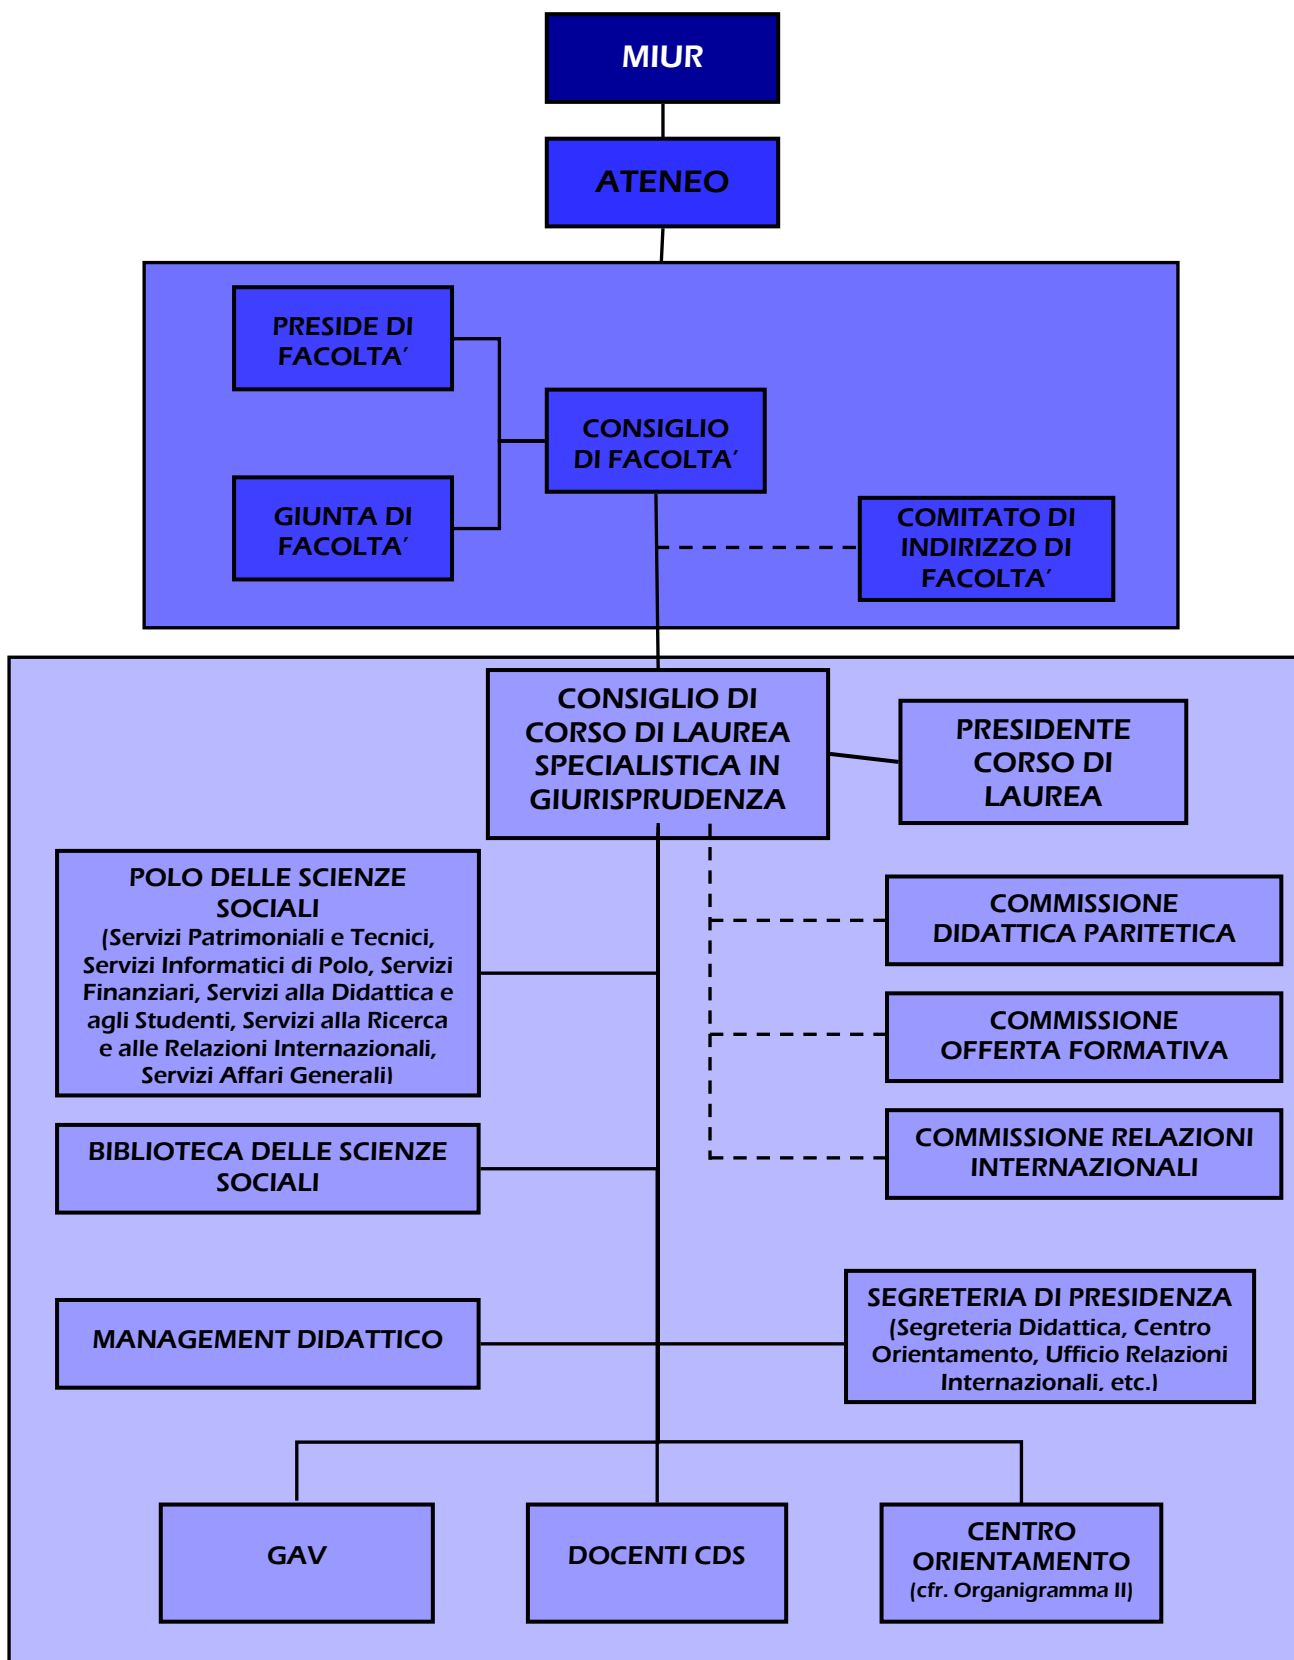 MIUR
ATENEO
PRESIDE DI
FACOLTA’
CONSIGLIO
DI FACOLTA’
GIUNTA DI
FACOLTA’
COMITATO DI
INDIRIZZO DI
FACOLTA’
CONSIGLIO DI
CORSO DI LAUREA
SPECIALISTICA IN
GIURISPRUDENZA
PRESIDENTE
CORSO DI
LAUREA
POLO DELLE SCIENZE
SOCIALI
(Servizi Patrimoniali e Tecnici,
Servizi Informatici di Polo, Servizi
Finanziari, Servizi alla Didattica e
agli Studenti, Servizi alla Ricerca
e alle Relazioni Internazionali,
Servizi Affari Generali)
COMMISSIONE
DIDATTICA PARITETICA
COMMISSIONE
OFFERTA FORMATIVA
BIBLIOTECA DELLE SCIENZE
SOCIALI
COMMISSIONE RELAZIONI
INTERNAZIONALI
MANAGEMENT DIDATTICO
SEGRETERIA DI PRESIDENZA
(Segreteria Didattica, Centro
Orientamento, Ufficio Relazioni
Internazionali, etc.)
GAV
DOCENTI CDS
CENTRO
ORIENTAMENTO
(cfr. Organigramma II)